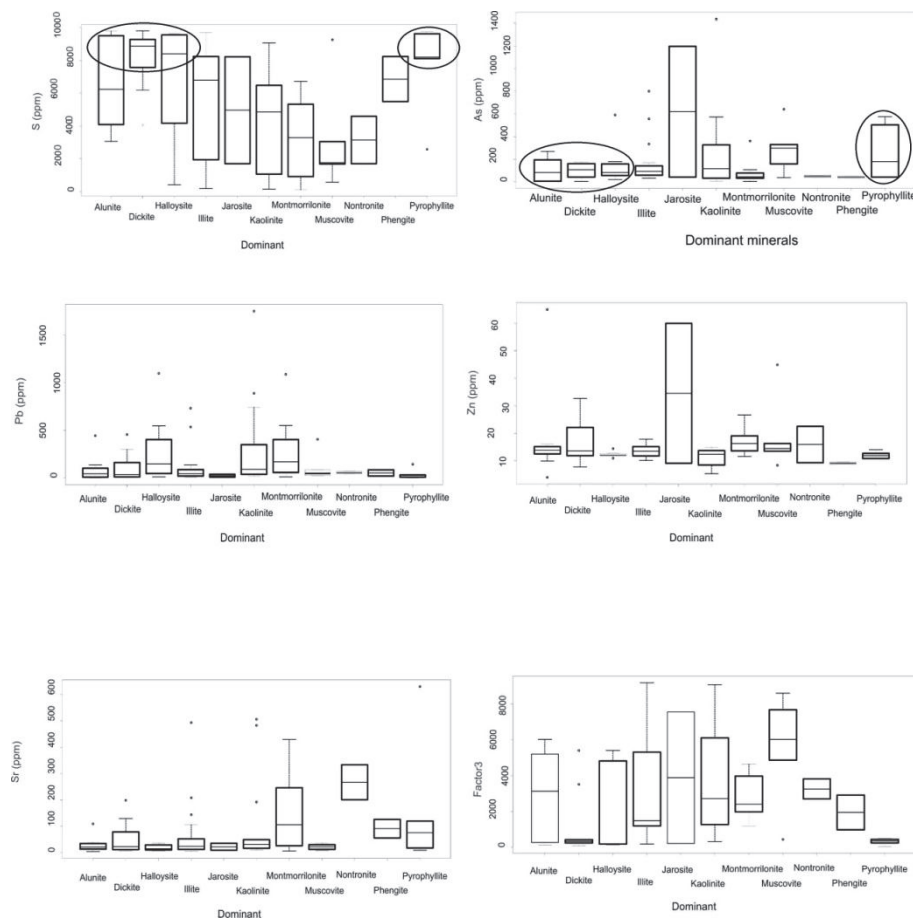 S (ppm)
10000
8000
6000
4000
2000
0
Alunite
Halloysite
Jarosite
Montmorrilonite
Nontronite
Pyrophyllite
Dickite
Illite
Kaolinite
Muscovite
Phengite
Dominant
As (ppm)
1400
1200
1000
800
600
400
200
0
Alunite
Halloysite
Jarosite
Montmorrilonite
Nontronite
Pyrophyllite
Dickite
Illite
Kaolinite
Muscovite
Phengite
Dominant minerals
Pb (ppm)
1500
1000
500
0
Alunite
Halloysite
Jarosite
Montmorrilonite
Nontronite
Pyrophyllite
Dickite
Illite
Kaolinite
Muscovite
Phengite
Dominant
Zn (ppm)
60
50
40
30
20
10
Alunite
Halloysite
Jarosite
Montmorrilonite
Nontronite
Pyrophyllite
Dickite
Illite
Kaolinite
Muscovite
Phengite
Dominant
Sr (ppm)
600
500
400
300
200
100
0
Alunite
Halloysite
Jarosite
Montmorrilonite
Nontronite
Pyrophyllite
Dickite
Illite
Kaolinite
Muscovite
Phengite
Dominant
Factor3
8000
6000
4000
2000
0
Alunite
Halloysite
Jarosite
Montmorrilonite
Nontronite
Pyrophyllite
Dickite
Illite
Kaolinite
Muscovite
Phengite
Dominant